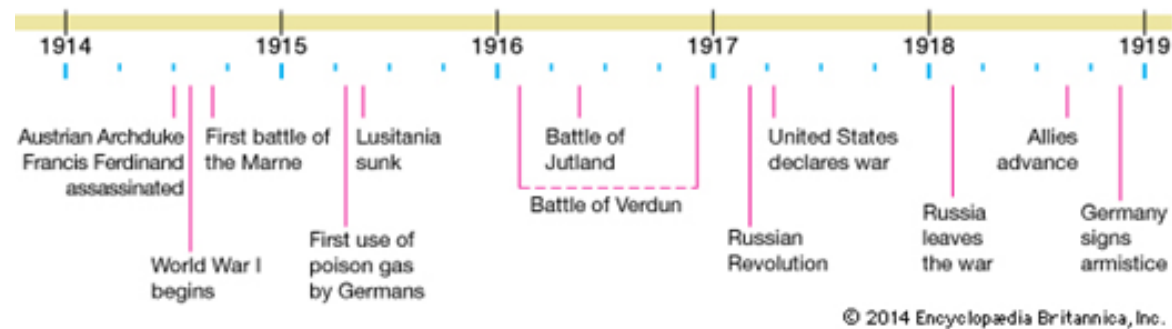 1914 1915 1916 1917 1918 1919
Austrian Archduke
Francis Ferdinand
assassinated
World War I
begins
First battle of
the Marne
First use of
poison gas
by Germans
Lusitania
sunk
Battle of
Jutland
Battle of Verdun
Russian
Revolution
United States
declares war
Russia
leaves
the war
Allies
advance
Germany
signs
armistice
© 2014 Encyclopædia Britannica, Inc.